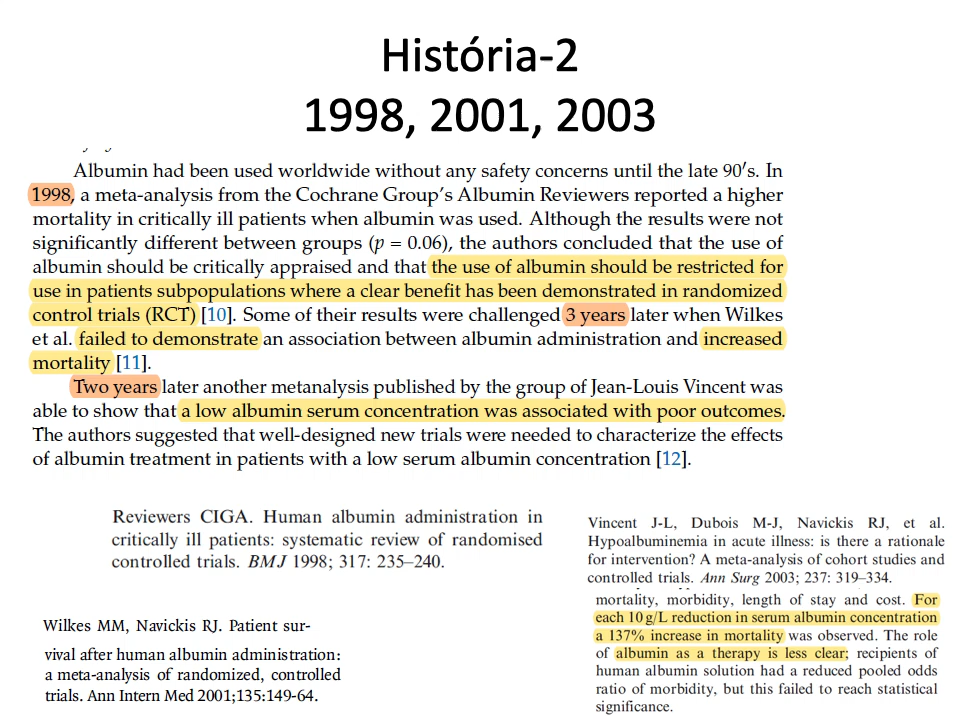 História-2
1998, 2001, 2003
Albumin had been used worldwide without any safety concerns until the late 90′s. In
1998, a meta-analysis from the Cochrane Group's Albumin Reviewers reported a higher
mortality in critically ill patients when albumin was used. Although the results were not
significantly different between groups (p = 0.06), the authors concluded that the use of
albumin should be critically appraised and that the use of albumin should be restricted for
use in patients subpopulations where a clear benefit has been demonstrated in randomized
control trials (RCT) [10]. Some of their results were challenged 3 years later when Wilkes
et al. failed to demonstrate an association between albumin administration and increased
mortality [11].
Two years later another metanalysis published by the group of Jean-Louis Vincent was
able to show that a low albumin serum concentration was associated with poor outcomes.
The authors suggested that well-designed new trials were needed to characterize the effects
of albumin treatment in patients with a low serum albumin concentration [12].
Reviewers CIGA. Human albumin administration in
critically ill patients: systematic review of randomised
controlled trials. BMJ 1998; 317: 235–240.
Wilkes MM, Navickis RJ. Patient sur-
vival after human albumin administration:
a meta-analysis of randomized, controlled
trials. Ann Intern Med 2001;135:149-64.
Vincent J-L, Dubois M-J, Navickis RJ, et al.
Hypoalbuminemia in acute illness: is there a rationale
for intervention? A meta-analysis of cohort studies and
controlled trials. Ann Surg 2003; 237: 319–334.
mortality, morbidity, length of stay and cost. For
each 10 g/L reduction in serum albumin concentration
a 137% increase in mortality was observed. The role
of albumin as a therapy is less clear; recipients of
human albumin solution had a reduced pooled odds
ratio of morbidity, but this failed to reach statistical
significance.